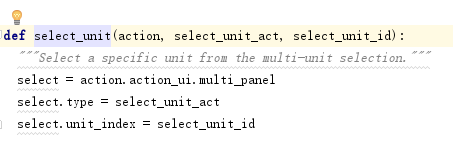 def select_unit(action, select_unit_act, select_unit_id):
"""Select a specific unit from the multi-unit selection."""
select = action.action_ui.multi_panel
select.type = select_unit_act
select.unit_index = select_unit_id